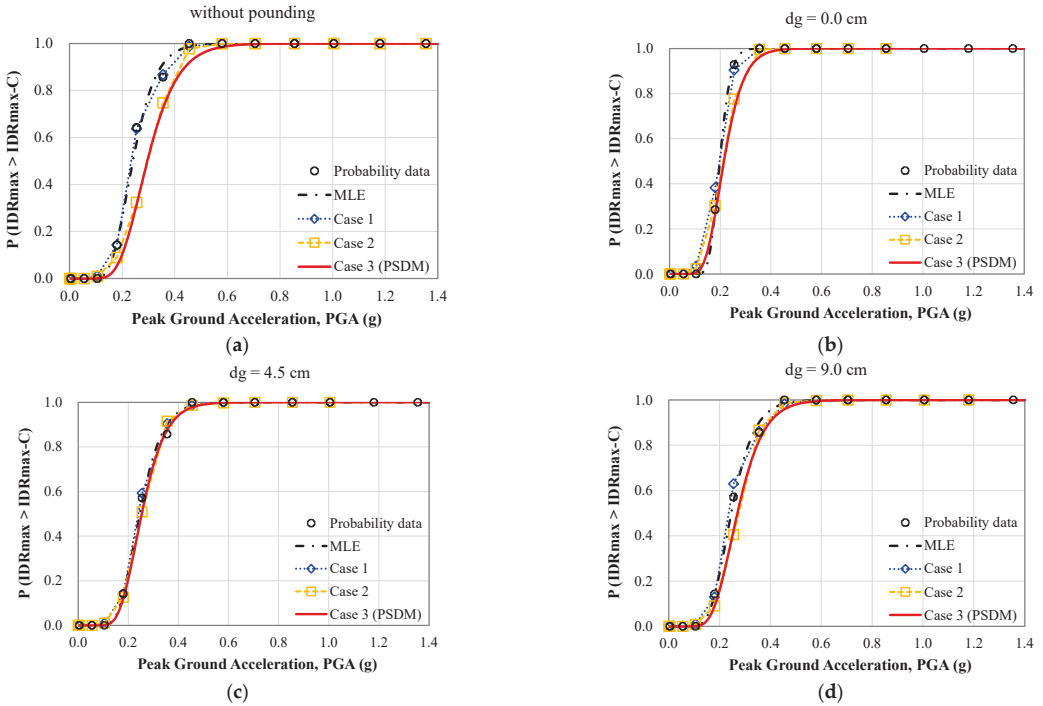 without pounding
1.0
0.8
0.6
0.4
0.2
0.0
P (IDRmax > IDRmax-C)
Probability data
MLE
Case 1
Case 2
Case 3 (PSDM)
0.0 0.2 0.4 0.6 0.8 1.0 1.2 1.4
Peak Ground Acceleration, PGA (g)
(a)
dg = 0.0 cm
1.0
0.8
0.6
0.4
0.2
0.0
P (IDRmax > IDRmax-C)
Probability data
MLE
Case 1
Case 2
Case 3 (PSDM)
0.0 0.2 0.4 0.6 0.8 1.0 1.2 1.4
Peak Ground Acceleration, PGA (g)
(b)
dg = 4.5 cm
1.0
0.8
0.6
0.4
0.2
0.0
P (IDRmax > IDRmax-C)
Probability data
MLE
Case 1
Case 2
Case 3 (PSDM)
0.0 0.2 0.4 0.6 0.8 1.0 1.2 1.4
Peak Ground Acceleration, PGA (g)
(c)
dg = 9.0 cm
1.0
0.8
0.6
0.4
0.2
0.0
P (IDRmax > IDRmax-C)
Probability data
MLE
Case 1
Case 2
Case 3 (PSDM)
0.0 0.2 0.4 0.6 0.8 1.0 1.2 1.4
Peak Ground Acceleration, PGA (g)
(d)